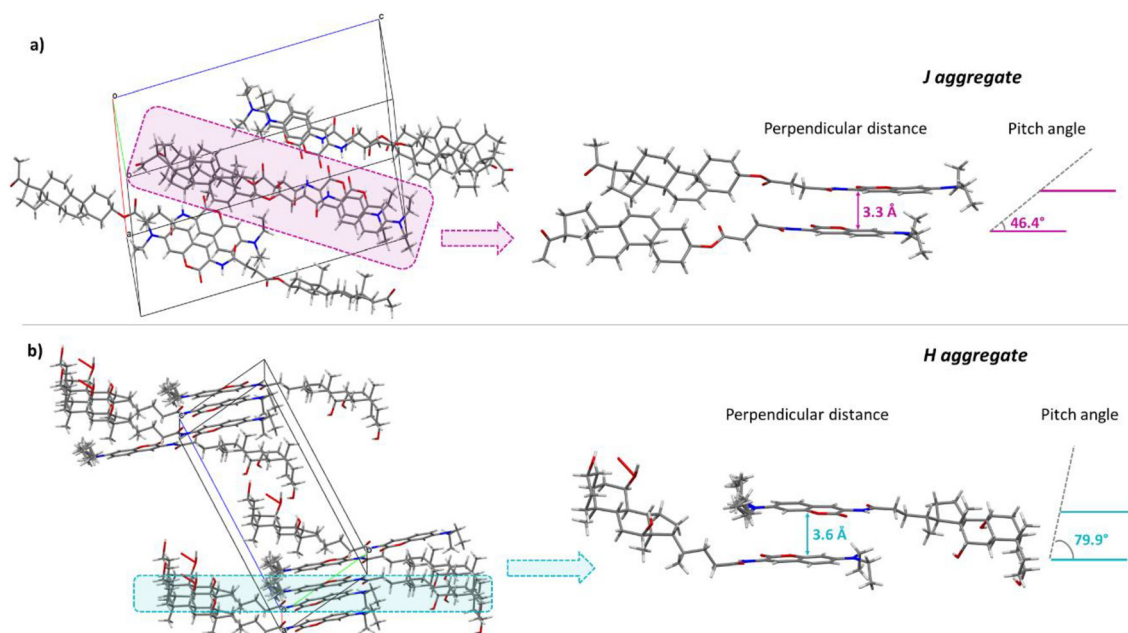 a)
c
o
a
J aggregate
Perpendicular distance
Pitch angle
3.3 Å
46.4°
b)
c
b
a
H aggregate
Perpendicular distance
Pitch angle
3.6 Å
79.9°